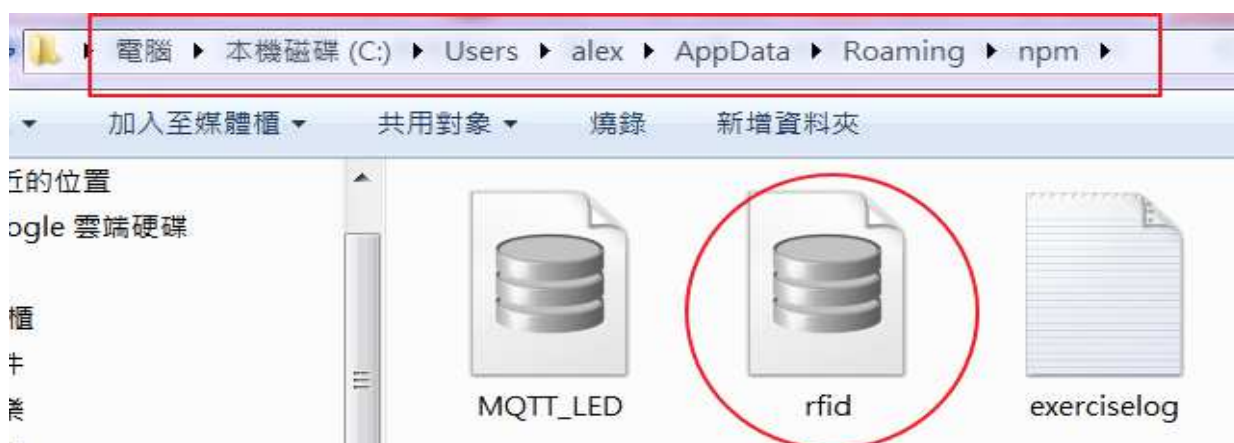 電腦 ▸ 本機磁碟 (C:) ▸ Users ▸ alex ▸ AppData ▸ Roaming ▸ npm ▸
加入至媒體櫃 共用對象 燒錄 新增資料夾
的位置
ogle 雲端硬碟
櫃
MQTT_LED rfid exerciselog